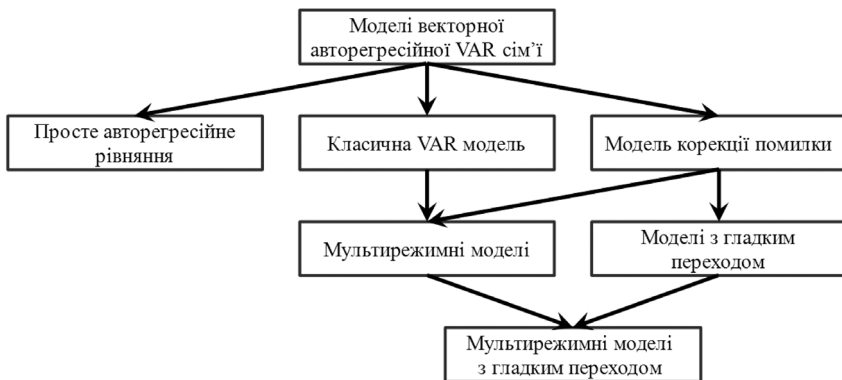 Моделі векторної
авторегресійної VAR сім’ї
Просте авторегресійне
рівняння
Класична VAR модель
Модель корекції помилки
Мультирежимні моделі
Моделі з гладким
переходом
Мультирежимні моделі
з гладким переходом